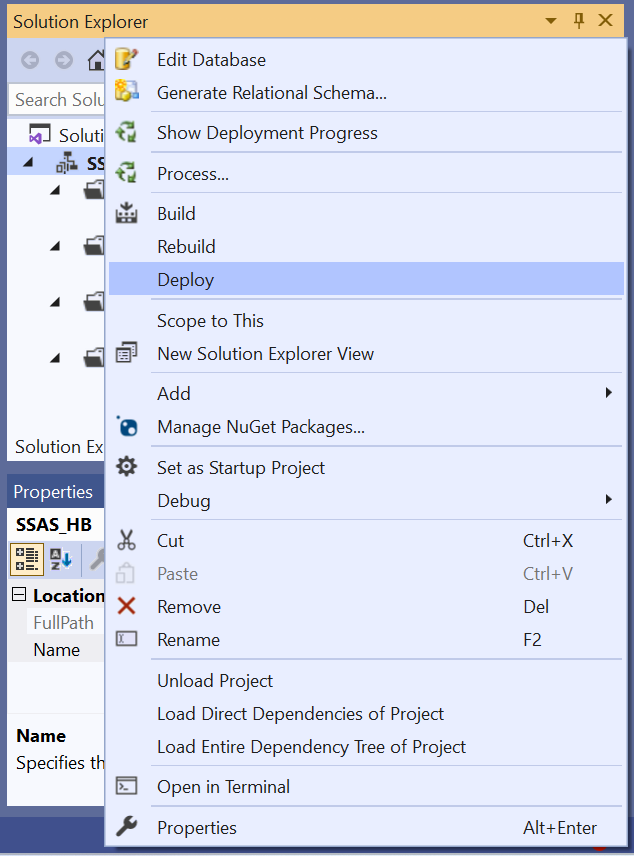 Solution Explorer
Edit Database
Generate Relational Schema...
Search Solu
Show Deployment Progress
Soluti
SS
Process...
Build
Rebuild
Deploy
Scope to This
New Solution Explorer View
Add
Manage NuGet Packages...
Solution Ex
Set as Startup Project
Properties
Debug
SSAS_HB
Cut Ctrl+X
Paste Ctrl+V
Location
Remove Del
FullPath
Rename F2
Name
Unload Project
Load Direct Dependencies of Project
Name
Load Entire Dependency Tree of Project
Specifies th
Open in Terminal
Properties Alt+Enter